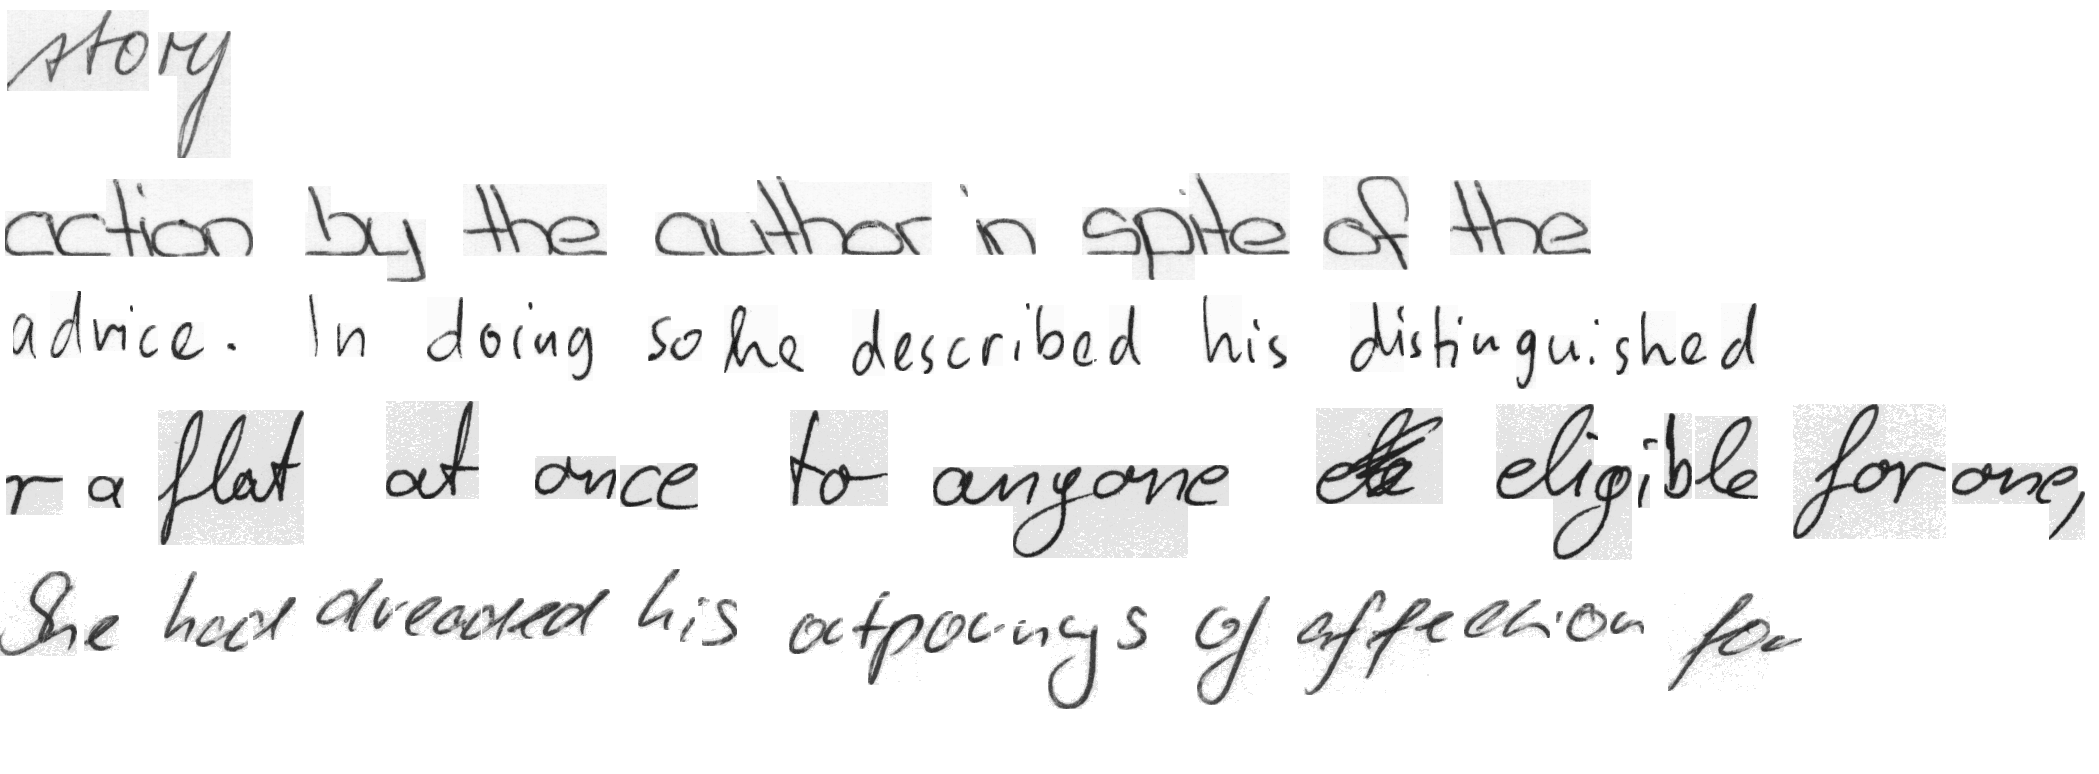 story
action by the author in spite of the
advice. In doing so he described his distinguished
r a flat at once to anyone eligible for one,
She had dreaded his outpourings of affection for